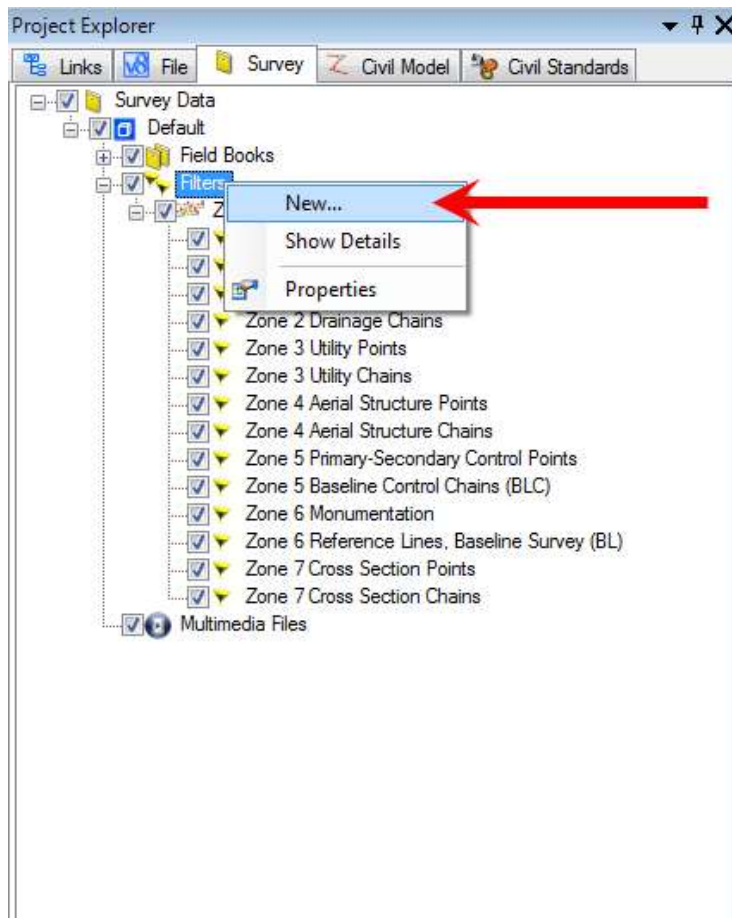 Project Explorer
Links File Survey Civil Model Civil Standards
Survey Data
Default
Field Books
Filters
New...
Z
Show Details
Properties
Zone 2 Drainage Chains
Zone 3 Utility Points
Zone 3 Utility Chains
Zone 4 Aerial Structure Points
Zone 4 Aerial Structure Chains
Zone 5 Primary-Secondary Control Points
Zone 5 Baseline Control Chains (BLC)
Zone 6 Monumentation
Zone 6 Reference Lines, Baseline Survey (BL)
Zone 7 Cross Section Points
Zone 7 Cross Section Chains
Multimedia Files